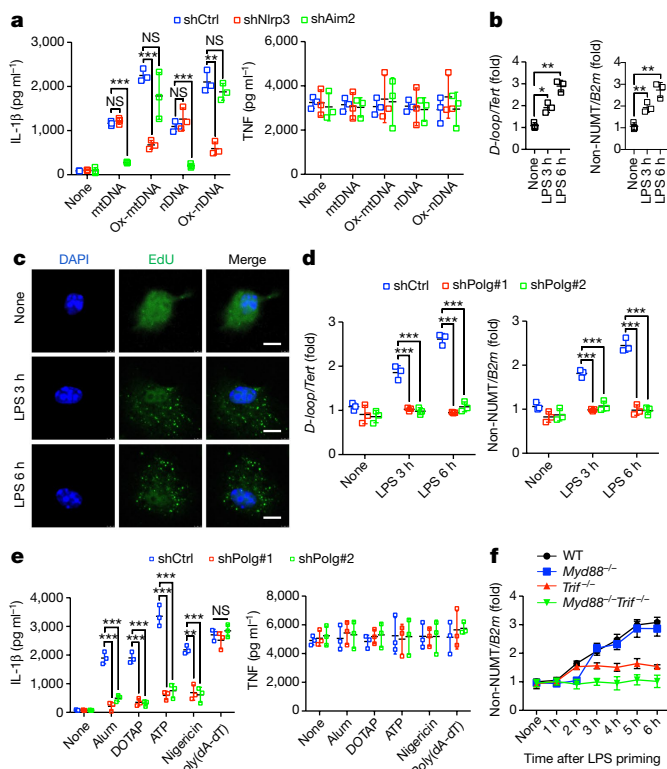 a
shCtrl shNlrp3 shAim2
NS NS
*** **
*** NS ***
NS ***
IL-1β (pg ml⁻¹)
3,000
2,000
1,000
0
None
mtDNA
Ox-mtDNA
nDNA
Ox-nDNA
TNF (pg ml⁻¹)
8,000
6,000
4,000
2,000
0
None
mtDNA
Ox-mtDNA
nDNA
Ox-nDNA
b
D-loop/Tert (fold)
4
3
2
1
0
**
*
None
LPS 3 h
LPS 6 h
Non-NUMT/B2m (fold)
4
3
2
1
0
**
**
None
LPS 3 h
LPS 6 h
c
DAPI EdU Merge
None
LPS 3 h
LPS 6 h
d
shCtrl shPolg#1 shPolg#2
D-loop/Tert (fold)
4
3
2
1
0
***
***
***
***
None
LPS 3 h
LPS 6 h
Non-NUMT/B2m (fold)
4
3
2
1
0
***
***
***
***
None
LPS 3 h
LPS 6 h
e
shCtrl shPolg#1 shPolg#2
IL-1β (pg ml⁻¹)
4,000
3,000
2,000
1,000
0
***
***
***
***
***
***
***
**
NS
None
Alum
DOTAP
ATP
Nigericin
Poly(dA-dT)
TNF (pg ml⁻¹)
10,000
8,000
6,000
4,000
2,000
0
None
Alum
DOTAP
ATP
Nigericin
Poly(dA-dT)
f
WT
Myd88⁻/⁻
Trif⁻/⁻
Myd88⁻/⁻Trif⁻/⁻
Non-NUMT/B2m (fold)
4
3
2
1
0
None
1 h
2 h
3 h
4 h
5 h
6 h
Time after LPS priming